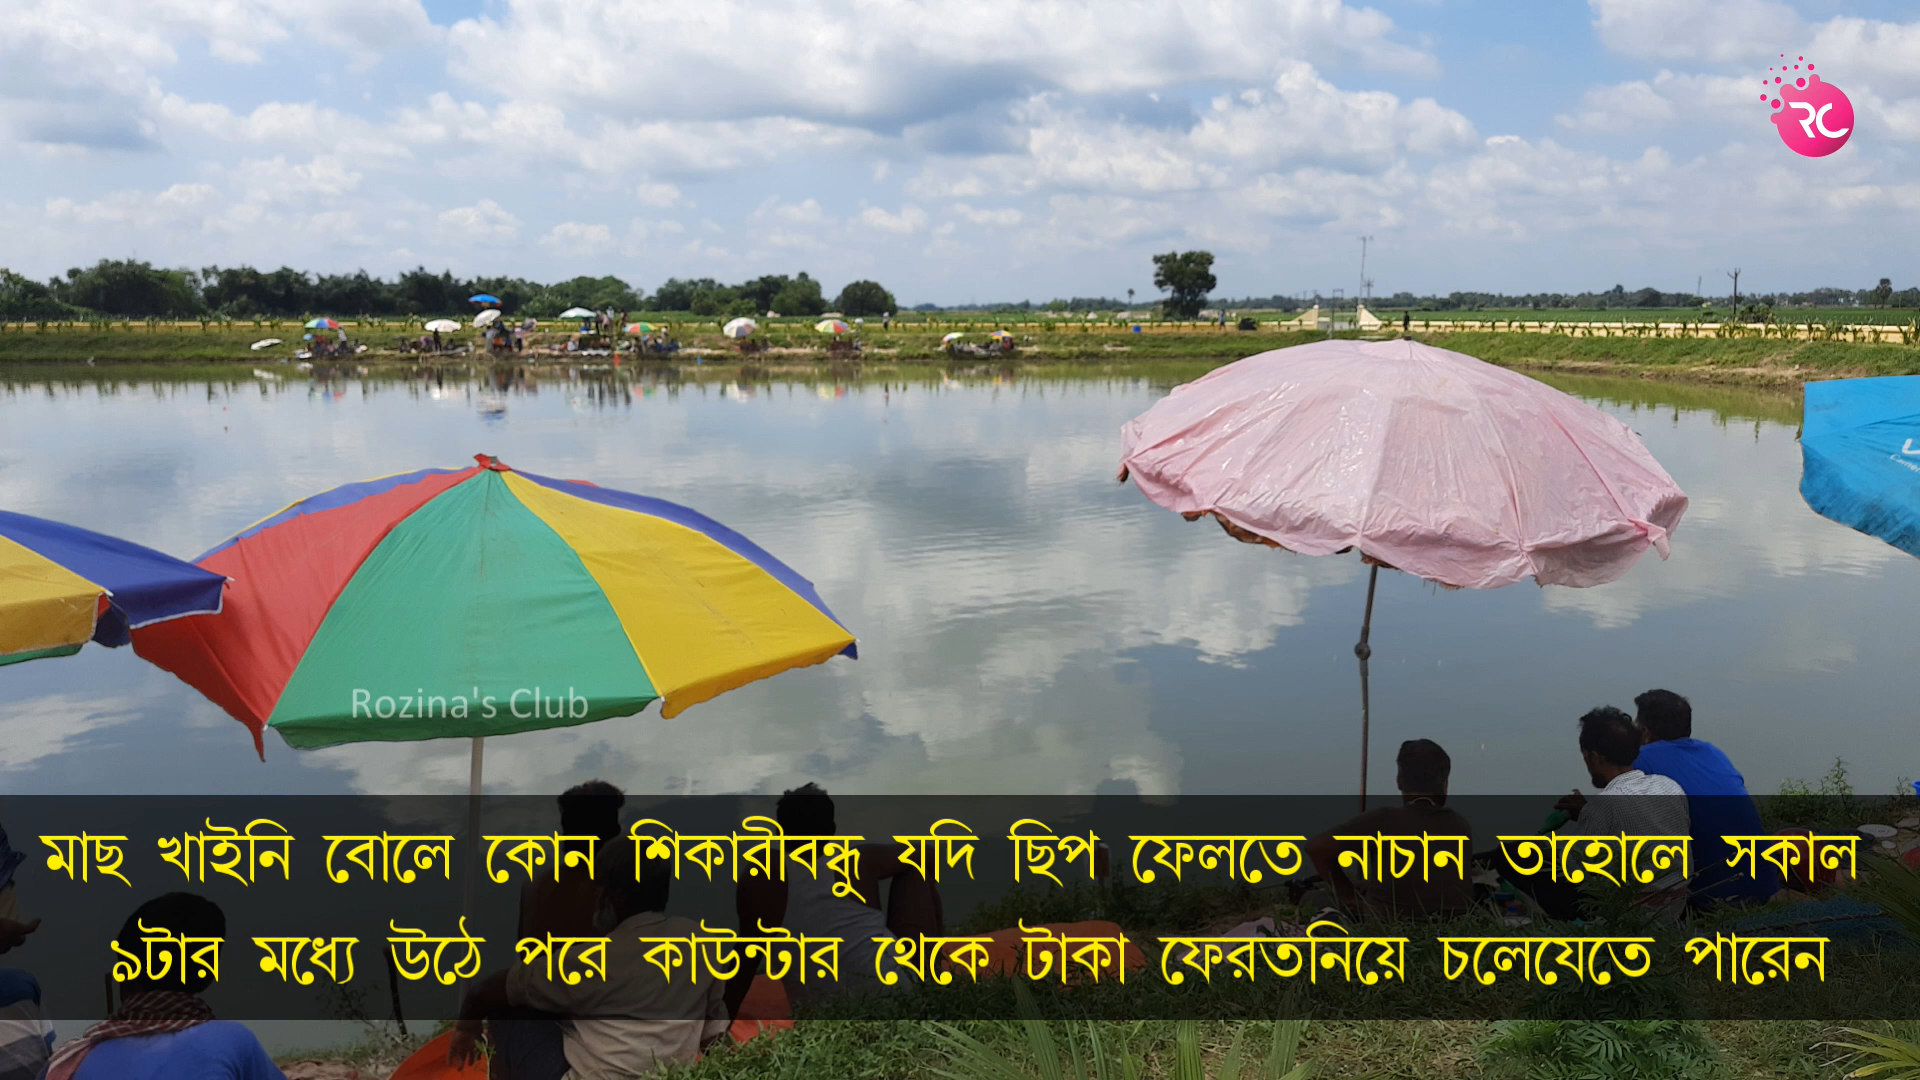 RC
Rozina's Club
মাছ খাইনি বোলে কোন শিকারীবন্ধু যদি ছিপ ফেলতে নাচান তাহোলে সকাল
৯টার মধ্যে উঠে পরে কাউন্টার থেকে টাকা ফেরতনিয়ে চলেযেতে পারেন